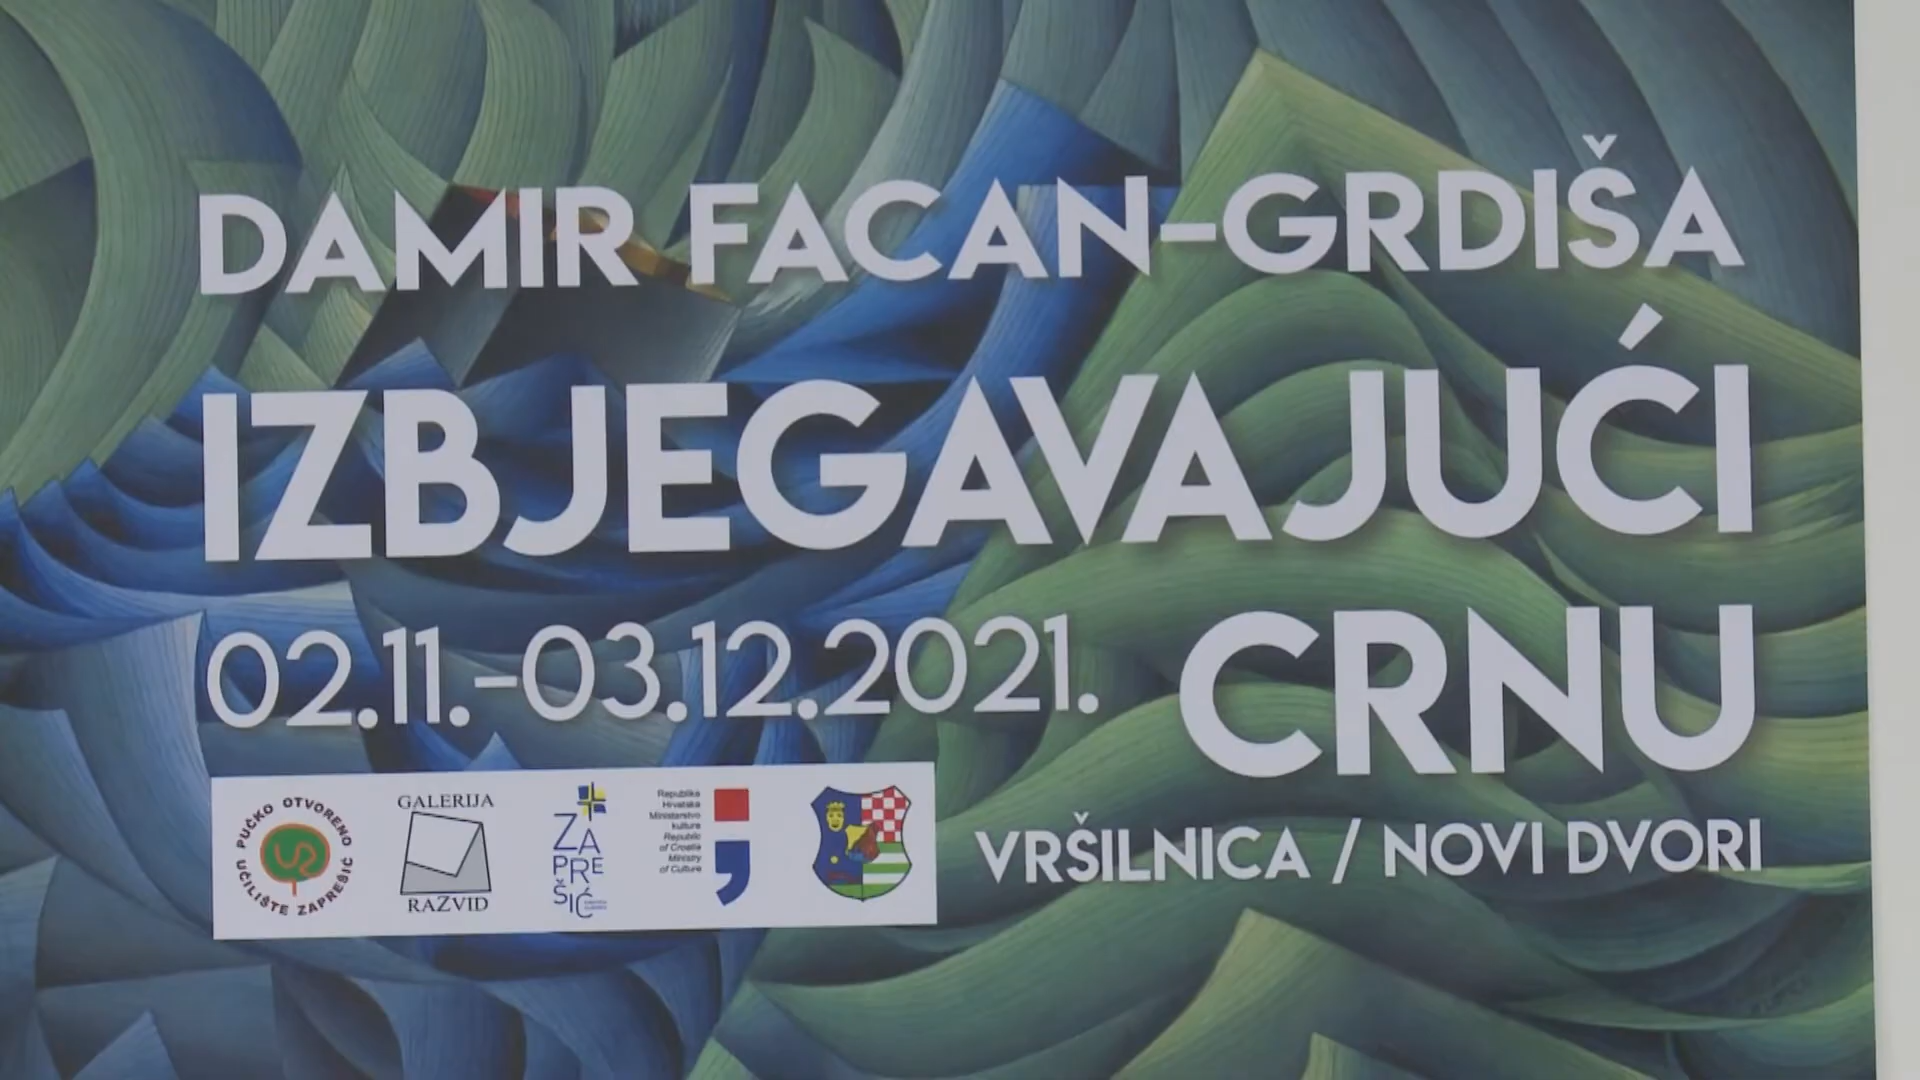 DAMIR FACAN-GRDIŠA
IZBJEGAVAJUĆI
CRNU
02.11.-03.12.2021.
VRŠILNICA / NOVI DVORI
PUČKO OTVORENO UČILIŠTE ZAPREŠIĆ
GALERIJA
RAZVID
ZA
PRE
ŠIĆ
Republika
Hrvatska
Ministarstvo
kulture
Republic
of Croatia
Ministry
of Culture